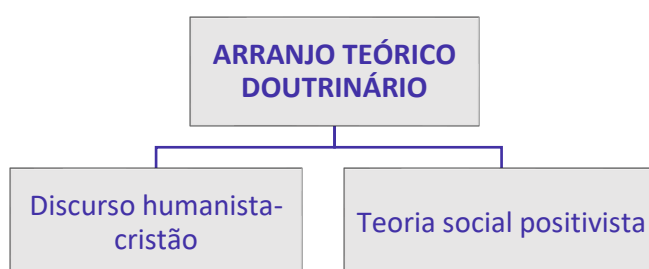 ARRANJO TEÓRICO
DOUTRINÁRIO
Discurso humanista-
cristão
Teoria social positivista